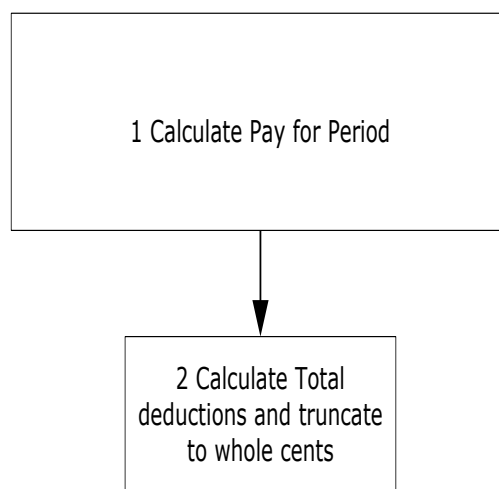 1 Calculate Pay for Period
2 Calculate Total
deductions and truncate
to whole cents